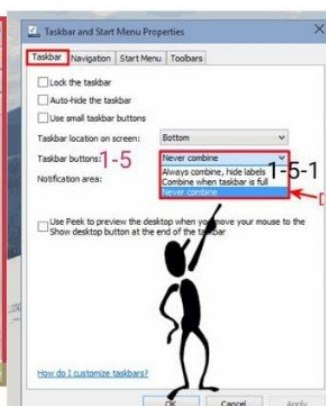 Taskbar and Start Menu Properties
Taskbar Navigation Start Menu Toolbars
Lock the taskbar
Auto-hide the taskbar
Use small taskbar buttons
Taskbar location on screen: Bottom
Taskbar buttons: 1-5 Never combine
Always combine, hide labels 1-5-1
Combine when taskbar is full
Never combine
Notification area:
Use Peek to preview the desktop when you move your mouse to the
Show desktop button at the end of the taskbar
How do I customize taskbars?
OK Cancel Apply